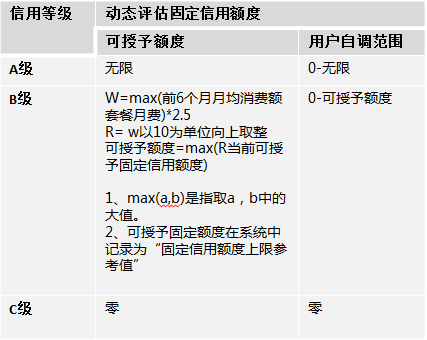 信用等级 动态评估固定信用额度
可授予额度 用户自调范围
A级 无限 0-无限
B级 W=max(前6个月月均消费额 0-可授予额度
套餐月费)*2.5
R= w以10为单位向上取整
可授予额度=max(R当前可授
予固定信用额度)
1、max(a,b)是指取a，b中的
大值。
2、可授予固定额度在系统中
记录为“固定信用额度上限参
考值”
C级 零 零